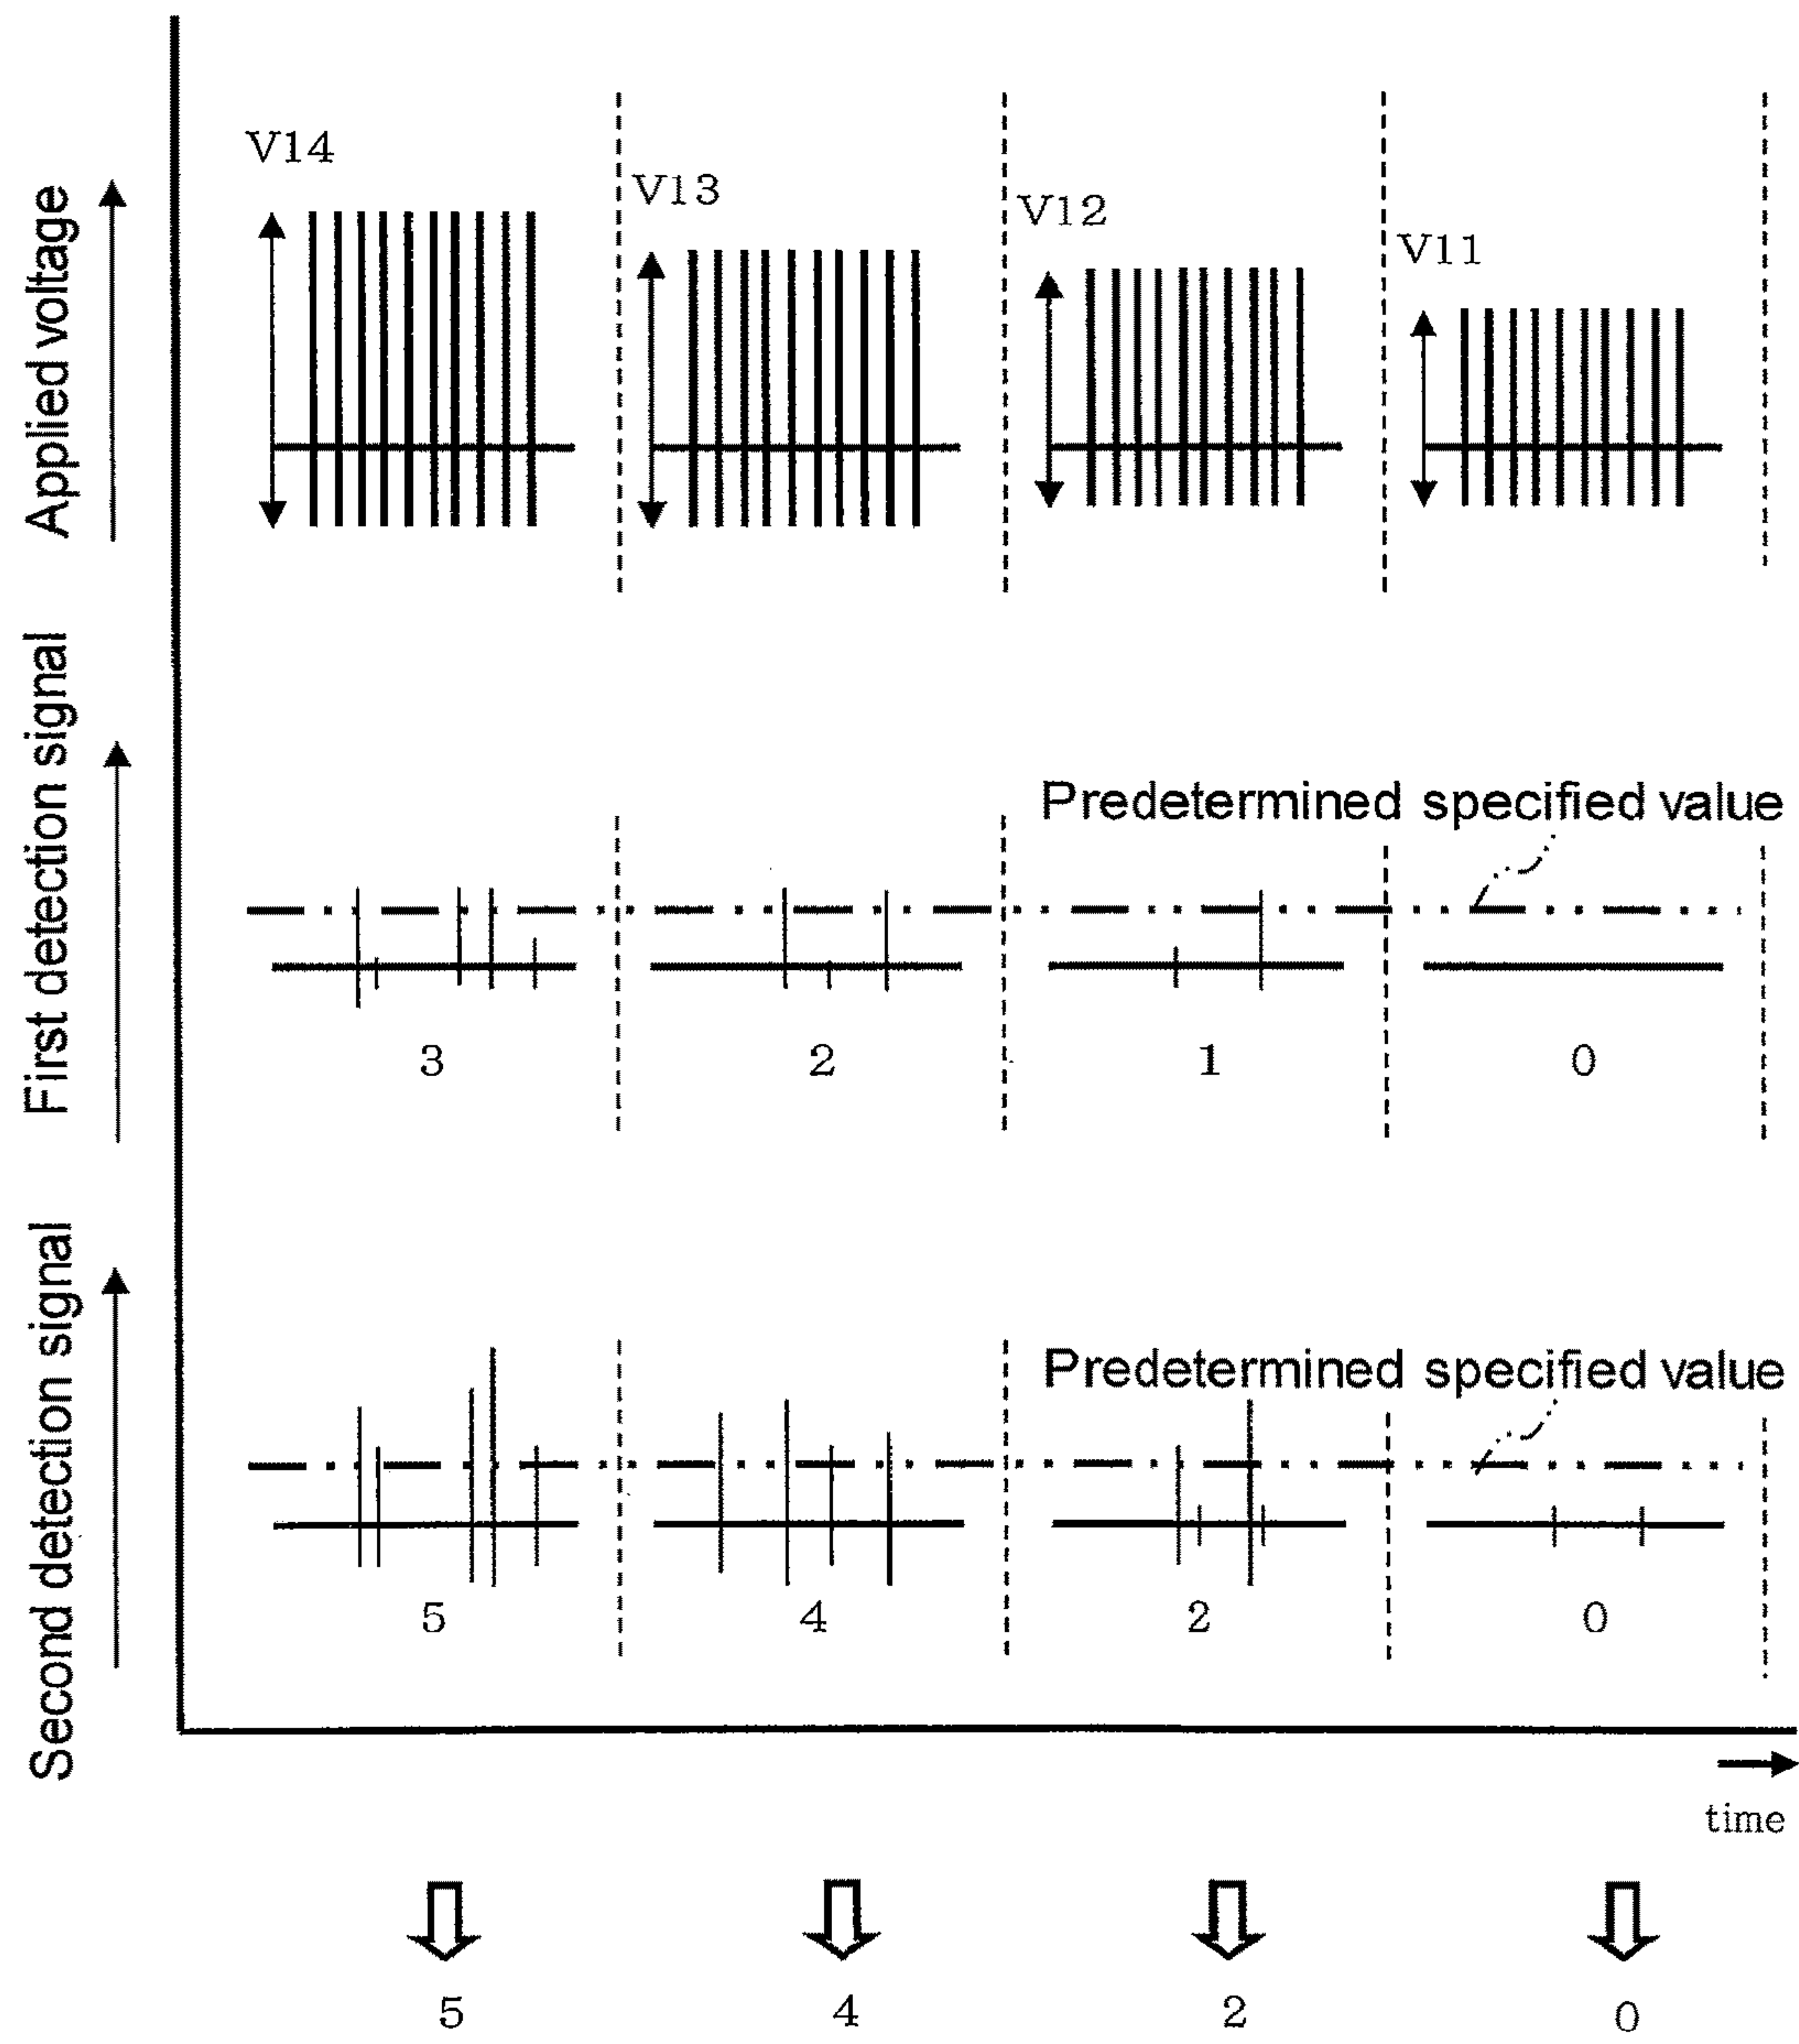 Applied voltage
V14
V13
V12
V11
First detection signal
Predetermined specified value
3
2
1
0
Second detection signal
Predetermined specified value
5
4
2
0
time
5
4
2
0